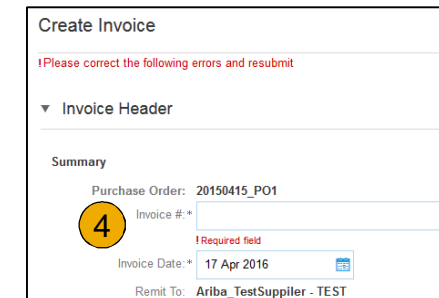 Create Invoice
!Please correct the following errors and resubmit
▼ Invoice Header
Summary
Purchase Order: 20150415_PO1
4
Invoice #:*
! Required field
Invoice Date:* 17 Apr 2016
Remit To: Ariba_TestSuppiler - TEST